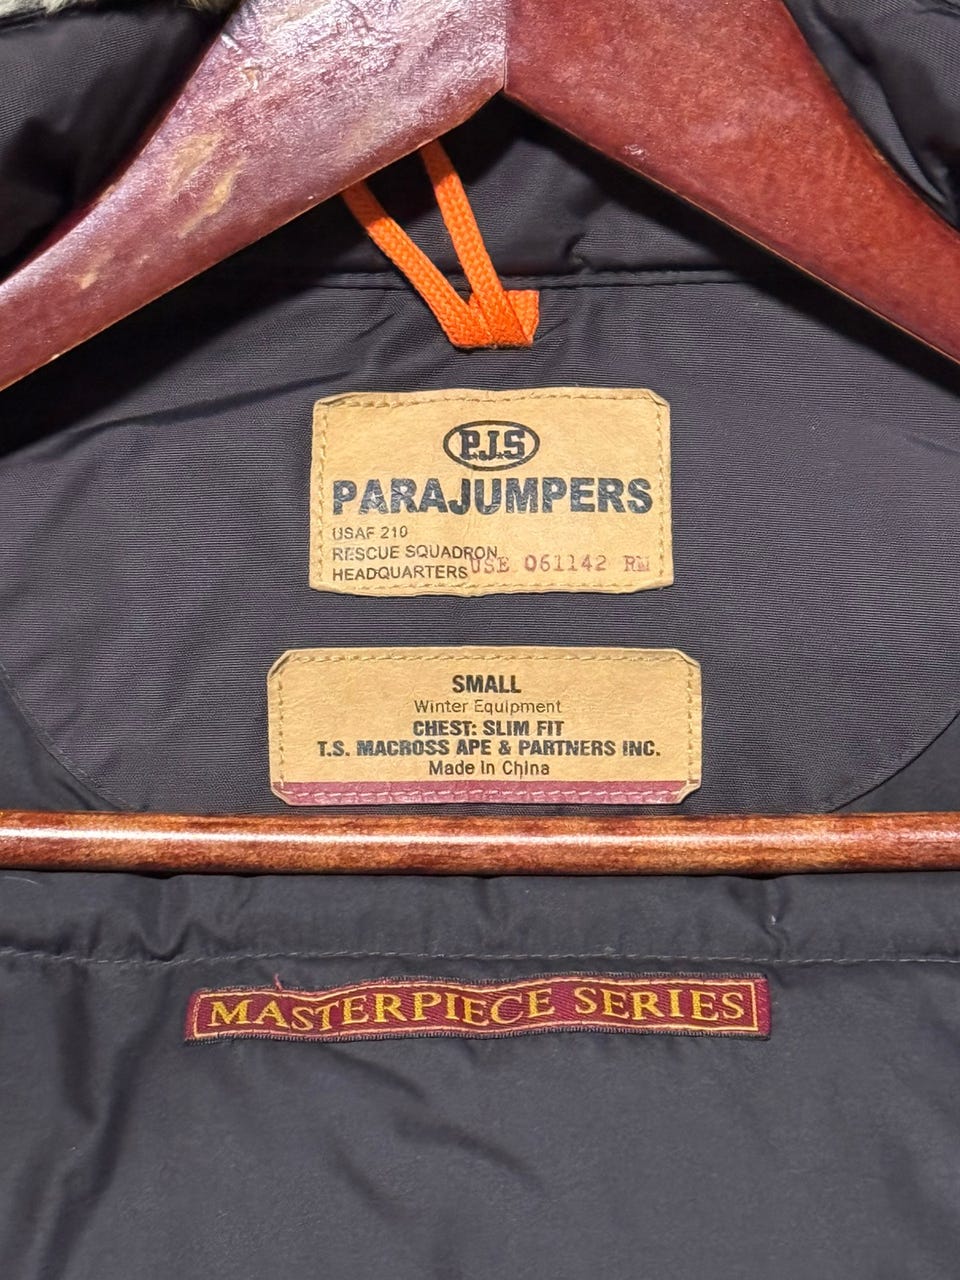 P.J.S
PARAJUMPERS
USAF 210
RESCUE SQUADRON
HEADQUARTERS USE 061142 RM
SMALL
Winter Equipment
CHEST: SLIM FIT
T.S. MACROSS APE & PARTNERS INC.
Made In China
MASTERPIECE SERIES